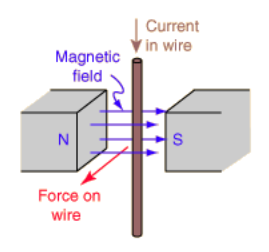 Current
in wire
Magnetic
field
N
S
Force on
wire